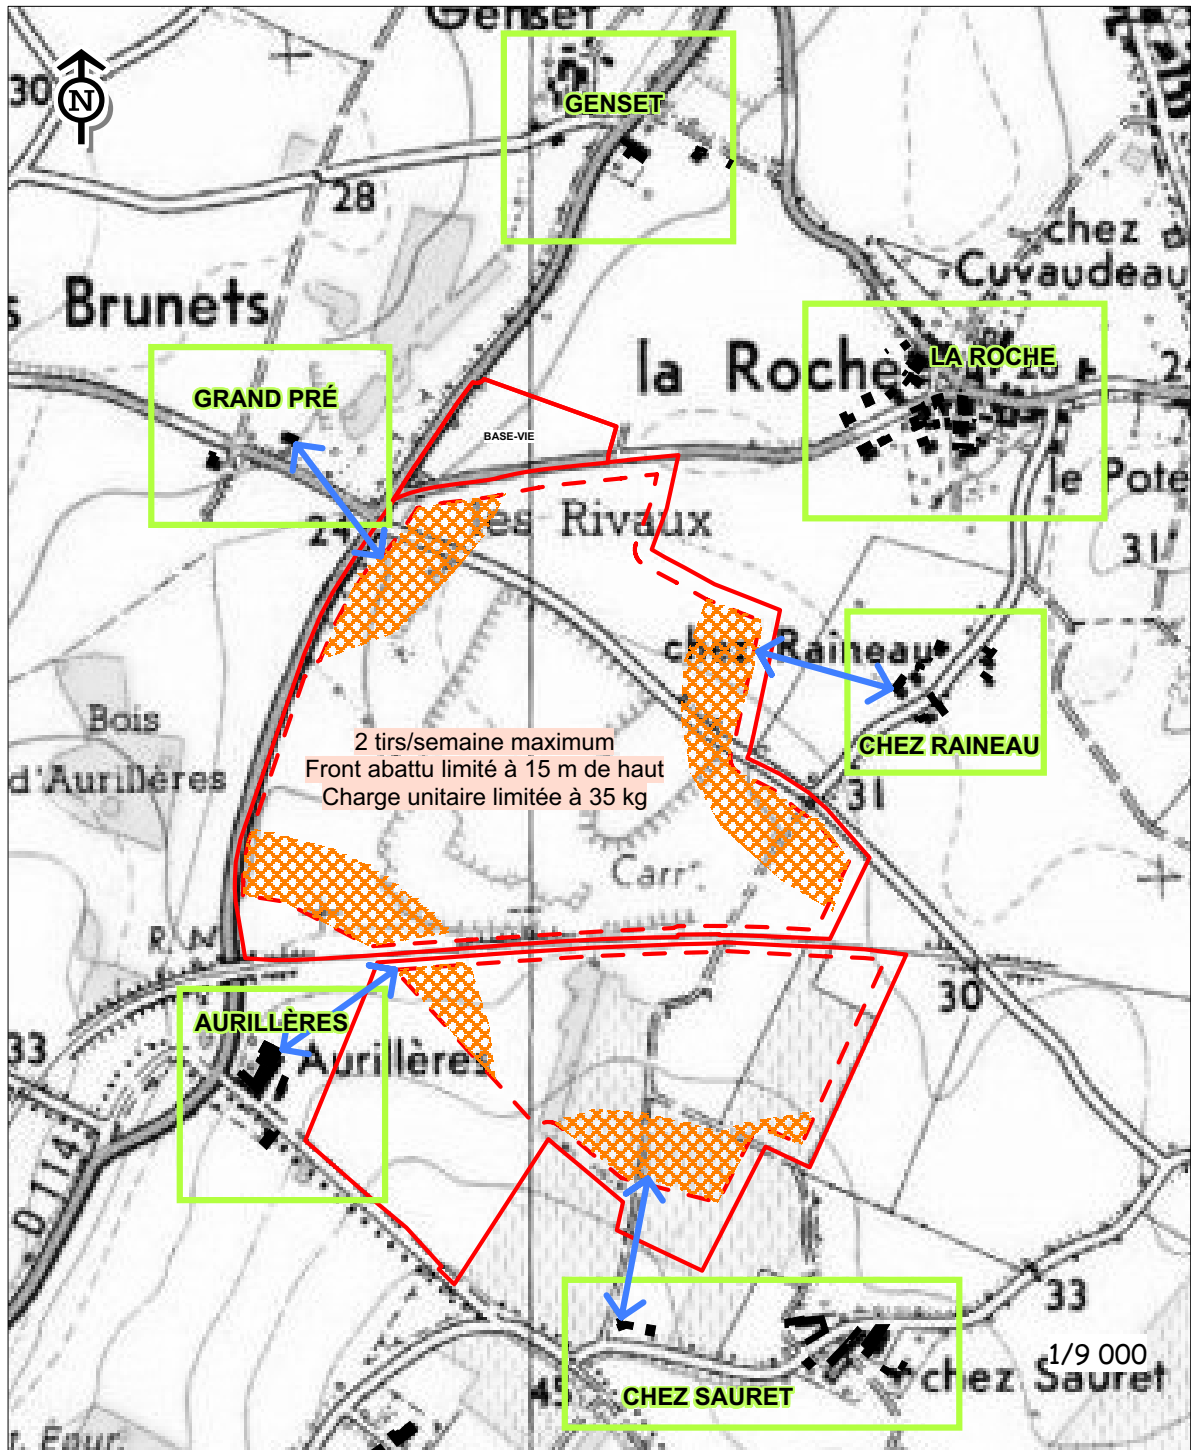 Genset
GENSET
30
N
28
chez
Cuvaudeau
Brunets
la Roche
LA ROCHE
GRAND PRÉ
BASE-VIE
le Pote
24
es Rivaux
31
chez Raineau
CHEZ RAINEAU
Bois
d'Aurillères
2 tirs/semaine maximum
Front abattu limité à 15 m de haut
Charge unitaire limitée à 35 kg
31
Carr.
R. N
30
AURILLÈRES
33
Aurillères
D 114
33
1/9 000
chez Sauret
CHEZ SAURET
45